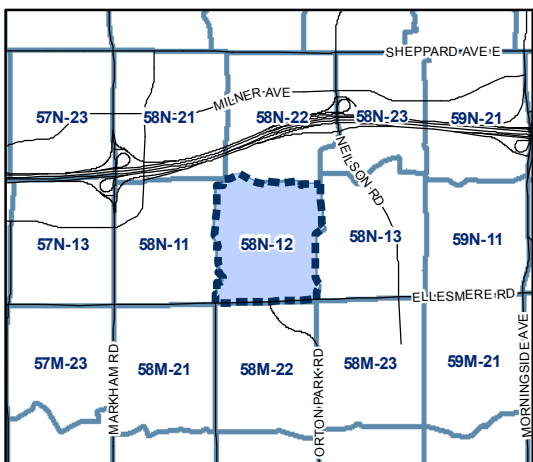 SHEPPARD AVE E
MILNER AVE
57N-23
58N-21
58N-22
58N-23
59N-21
NEILSON RD
57N-13
58N-11
58N-12
58N-13
59N-11
ELLESMERE RD
57M-23
58M-21
58M-22
58M-23
59M-21
MARKHAM RD
ORTON PARK RD
MORNINGSIDE AVE